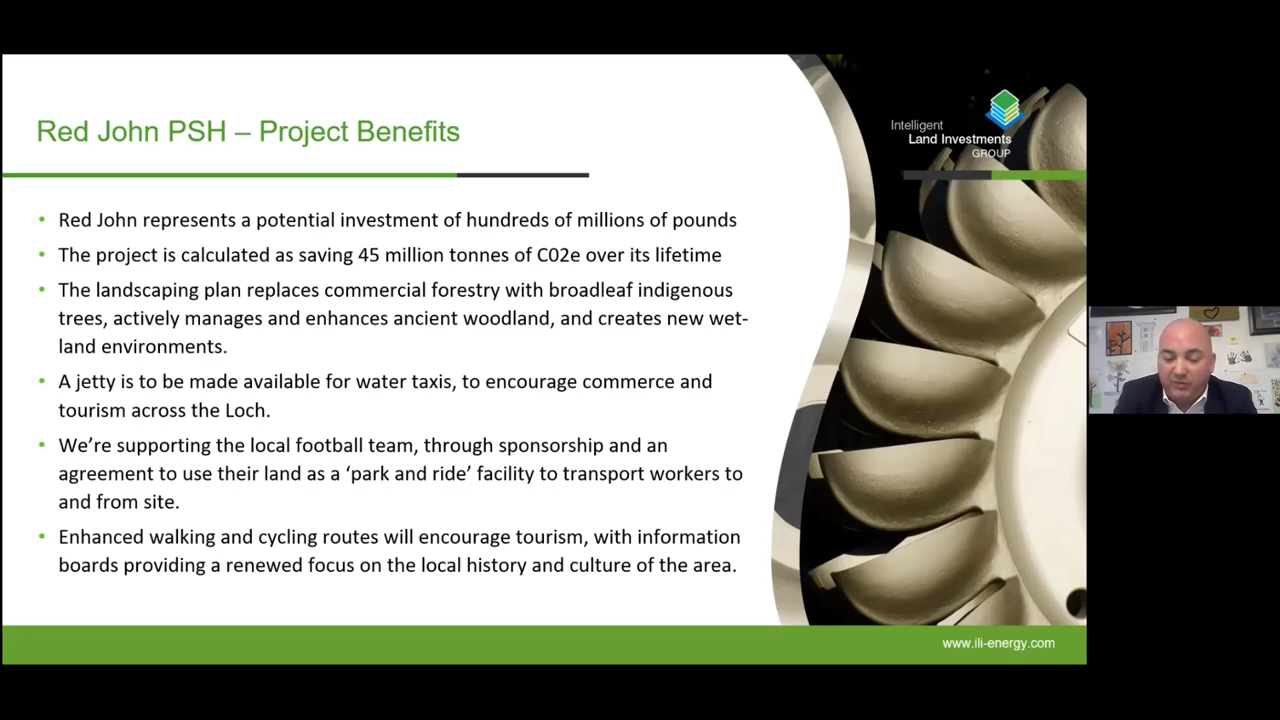 Red John PSH – Project Benefits
Intelligent
Land Investments
GROUP
• Red John represents a potential investment of hundreds of millions of pounds
• The project is calculated as saving 45 million tonnes of C02e over its lifetime
• The landscaping plan replaces commercial forestry with broadleaf indigenous
trees, actively manages and enhances ancient woodland, and creates new wet-
land environments.
• A jetty is to be made available for water taxis, to encourage commerce and
tourism across the Loch.
• We’re supporting the local football team, through sponsorship and an
agreement to use their land as a ‘park and ride’ facility to transport workers to
and from site.
• Enhanced walking and cycling routes will encourage tourism, with information
boards providing a renewed focus on the local history and culture of the area.
www.ili-energy.com